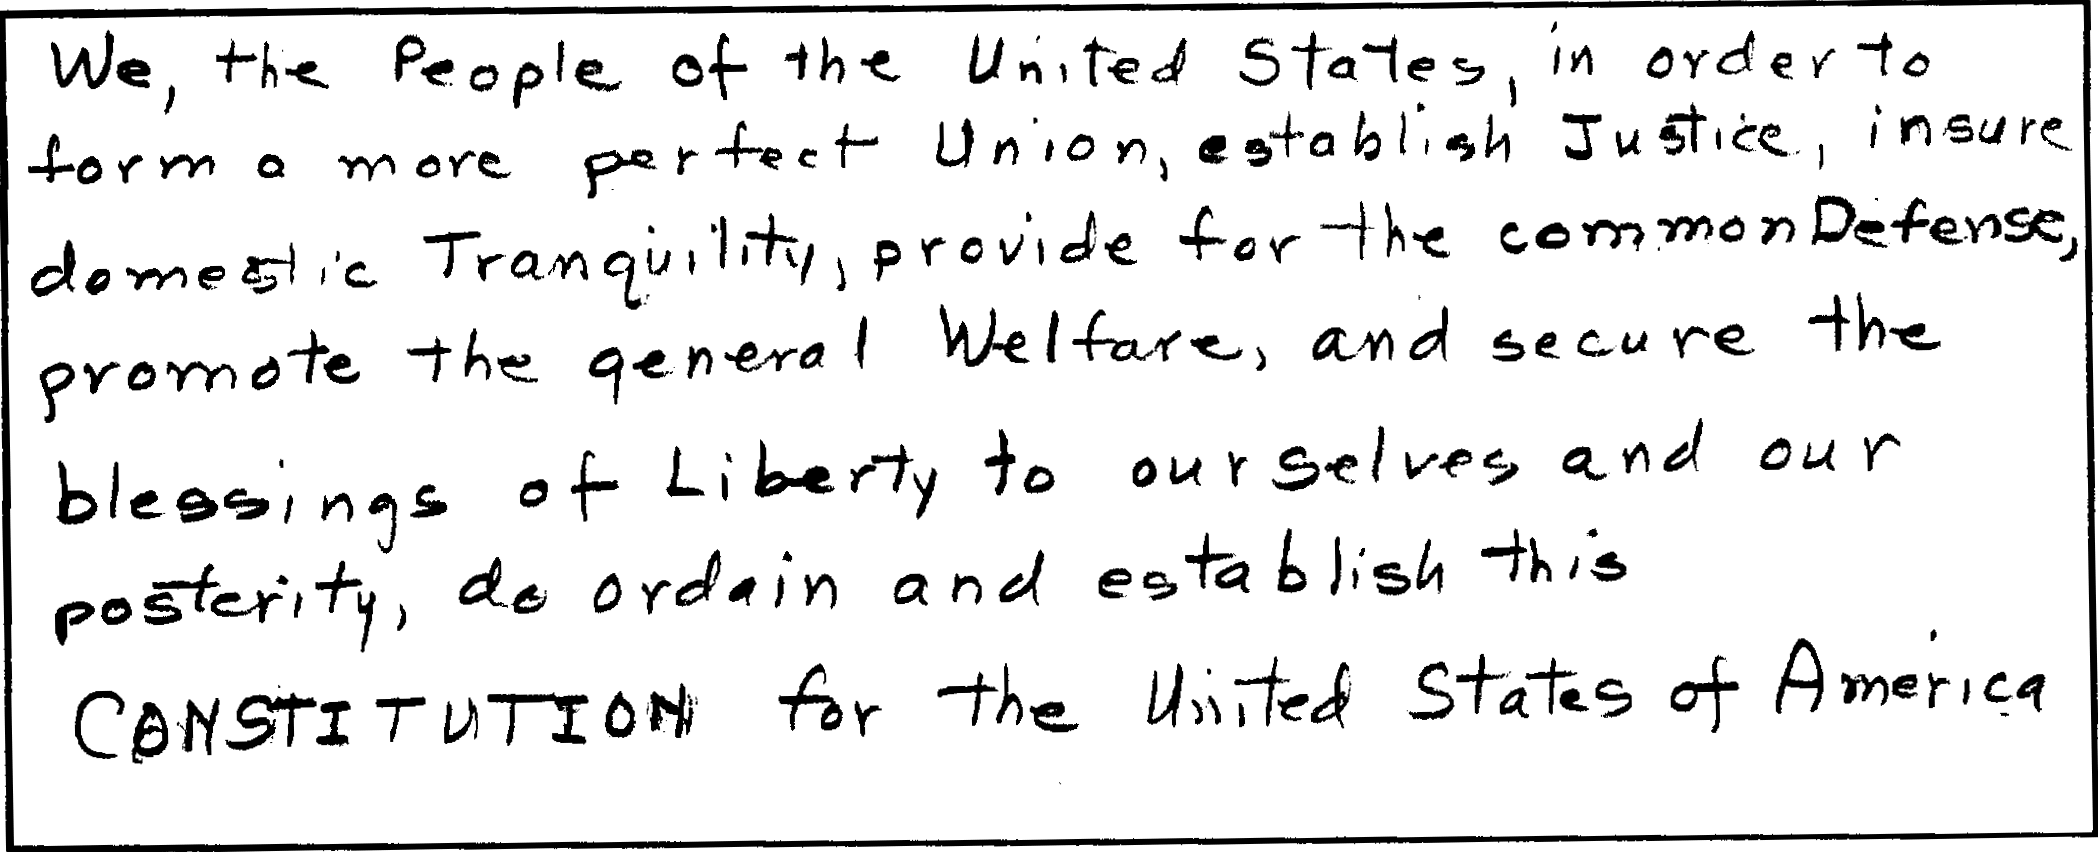 We, the People of the United States, in order to
form a more perfect Union, establish Justice, insure
domestic Tranquility, provide for the common Defense,
promote the general Welfare, and secure the
blessings of Liberty to ourselves and our
posterity, do ordain and establish this
CONSTITUTION for the United States of America